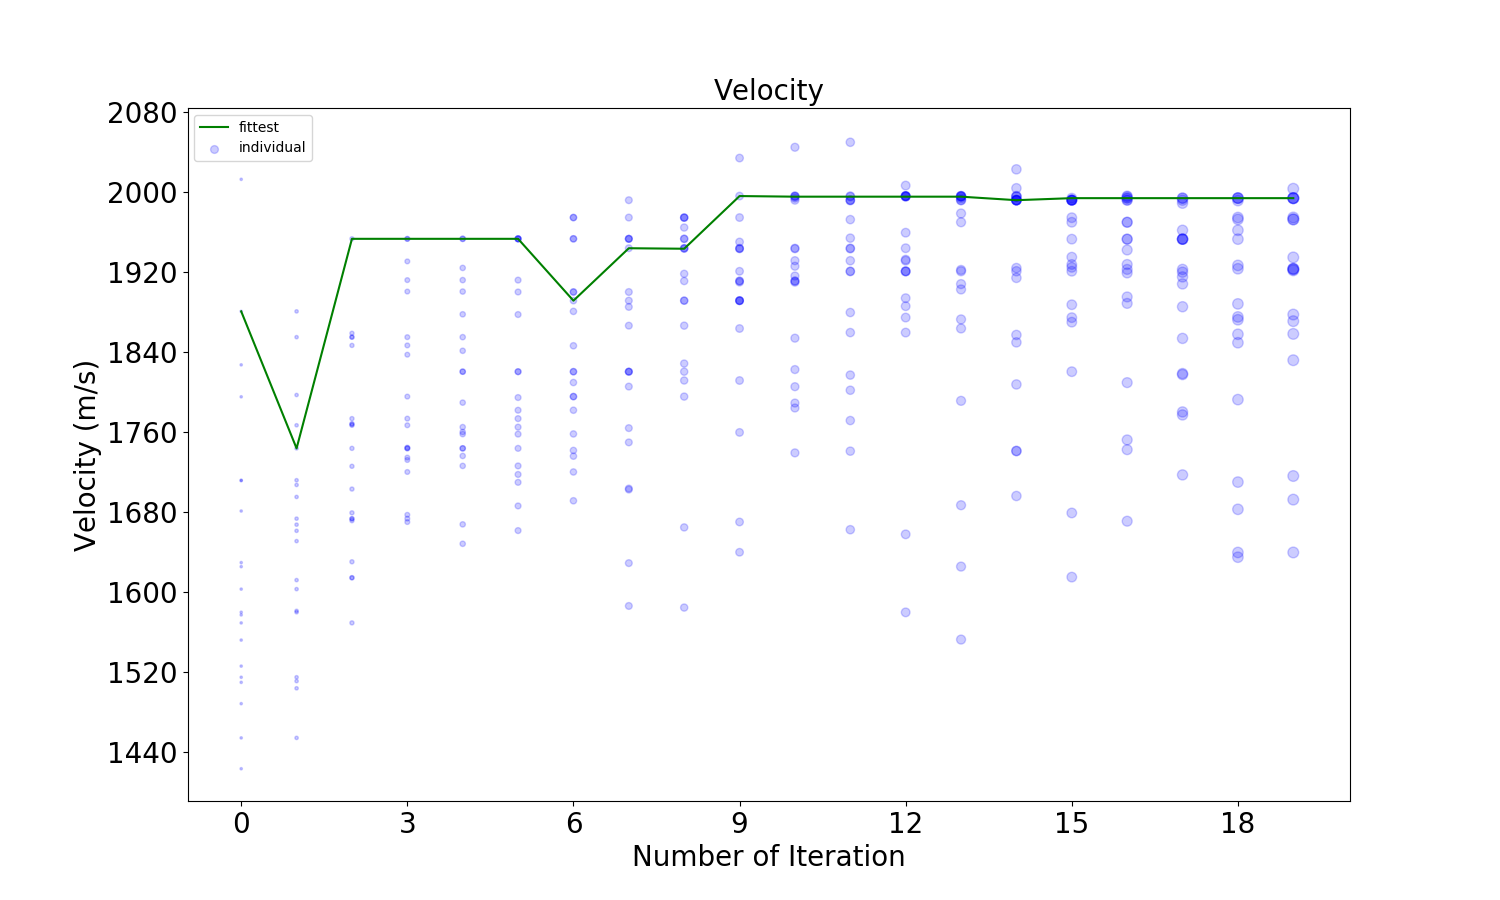 Velocity
fittest
individual
Velocity (m/s)
2080
2000
1920
1840
1760
1680
1600
1520
1440
0 3 6 9 12 15 18
Number of Iteration